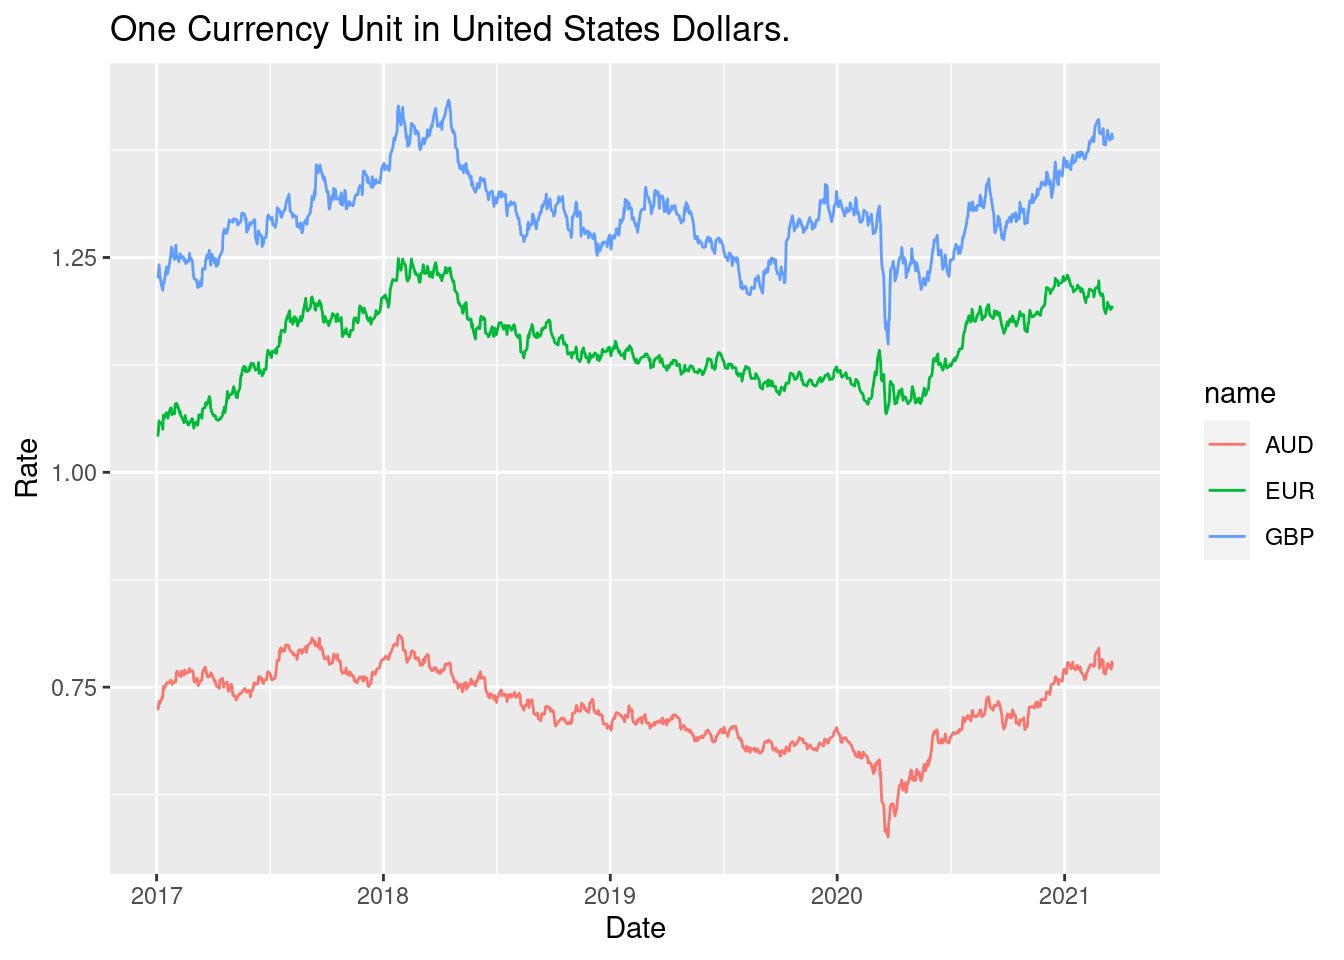 One Currency Unit in United States Dollars.
1.25
1.00
0.75
Rate
2017 2018 2019 2020 2021
Date
name
AUD
EUR
GBP